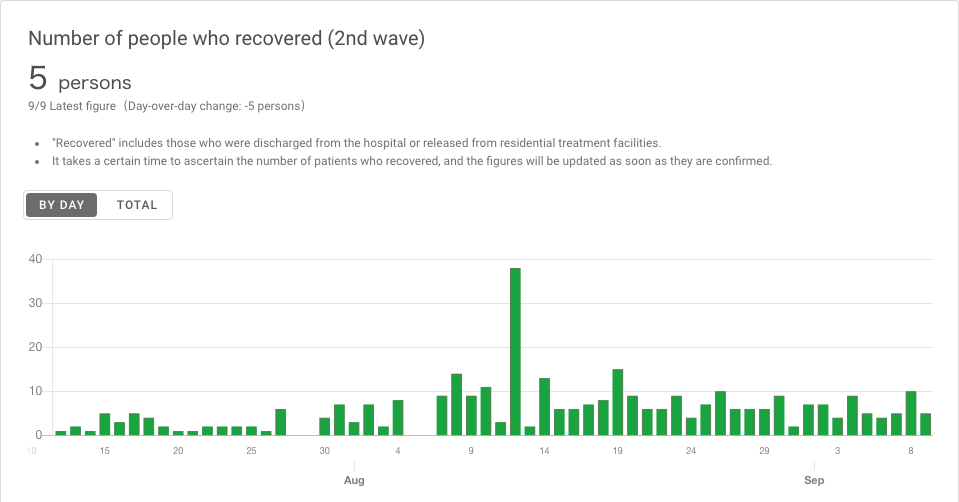 Number of people who recovered (2nd wave)
5 persons
9/9 Latest figure (Day-over-day change: -5 persons)
• "Recovered" includes those who were discharged from the hospital or released from residential treatment facilities.
• It takes a certain time to ascertain the number of patients who recovered, and the figures will be updated as soon as they are confirmed.
BY DAY TOTAL
40
30
20
10
0
10 15 20 25 30 4 9 14 19 24 29 3 8
Aug Sep